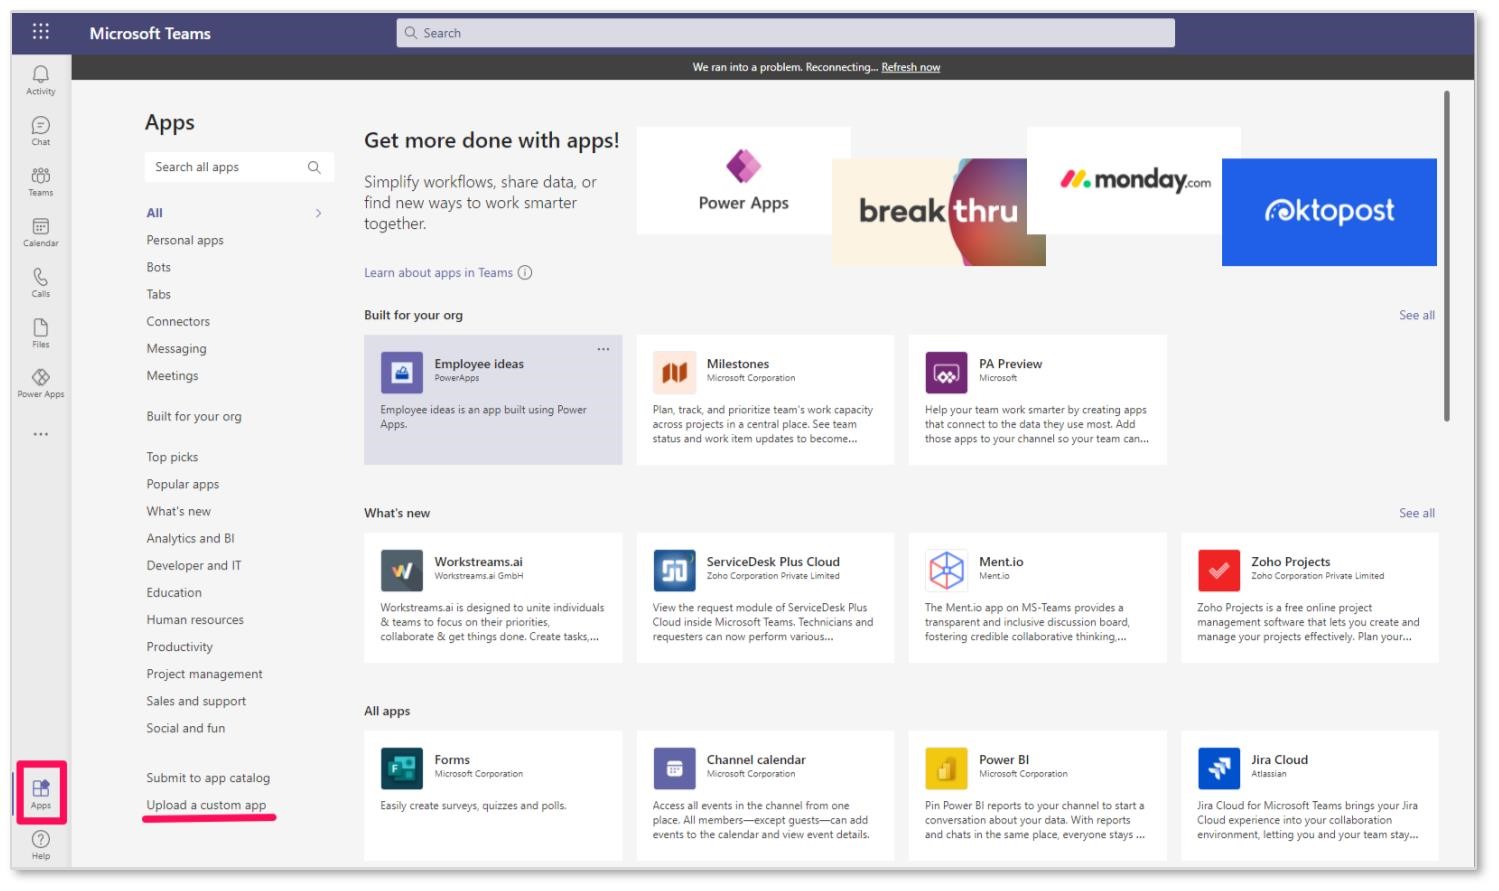 Microsoft Teams
Search
We ran into a problem. Reconnecting... Refresh now
Activity
Chat
Teams
Calendar
Calls
Files
Power Apps
Apps
Help
Apps
Search all apps
All
Personal apps
Bots
Tabs
Connectors
Messaging
Meetings
Built for your org
Top picks
Popular apps
What's new
Analytics and BI
Developer and IT
Education
Human resources
Productivity
Project management
Sales and support
Social and fun
Submit to app catalog
Upload a custom app
Get more done with apps!
Simplify workflows, share data, or
find new ways to work smarter
together.
Learn about apps in Teams
Power Apps
breakthru
monday.com
oktopost
Built for your org
See all
Employee ideas
PowerApps
Employee ideas is an app built using Power
Apps.
Milestones
Microsoft Corporation
Plan, track, and prioritize team's work capacity
across projects in a central place. See team
status and work item updates to become...
PA Preview
Microsoft
Help your team work smarter by creating apps
that connect to the data they use most. Add
those apps to your channel so your team can...
What's new
See all
Workstreams.ai
Workstreams.ai GmbH
Workstreams.ai is designed to unite individuals
& teams to focus on their priorities,
collaborate & get things done. Create tasks,...
ServiceDesk Plus Cloud
Zoho Corporation Private Limited
View the request module of ServiceDesk Plus
Cloud inside Microsoft Teams. Technicians and
requesters can now perform various...
Ment.io
Ment.io
The Ment.io app on MS-Teams provides a
transparent and inclusive discussion board,
fostering credible collaborative thinking,...
Zoho Projects
Zoho Corporation Private Limited
Zoho Projects is a free online project
management software that lets you create and
manage your projects effectively. Plan your...
All apps
Forms
Microsoft Corporation
Easily create surveys, quizzes and polls.
Channel calendar
Microsoft Corporation
Access all events in the channel from one
place. All members—except guests—can add
events to the calendar and view event details.
Power BI
Microsoft Corporation
Pin Power BI reports to your channel to start a
conversation about your data. With reports
and chats in the same place, everyone stays ...
Jira Cloud
Atlassian
Jira Cloud for Microsoft Teams brings your Jira
Cloud experience into your collaboration
environment, letting you and your team stay...